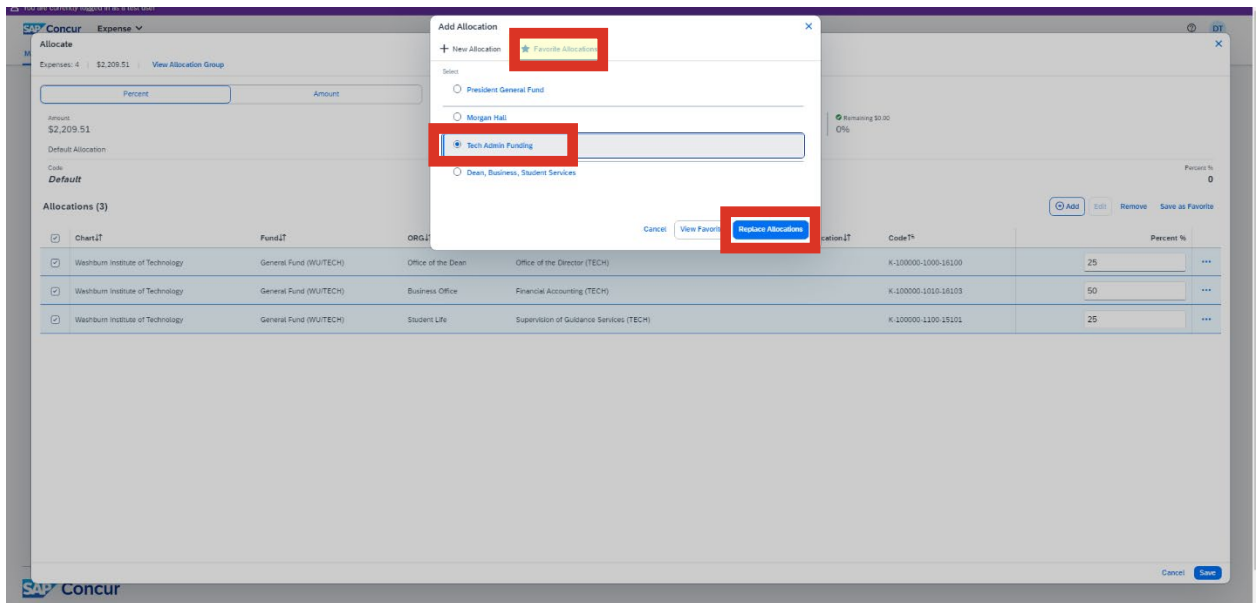 You are currently logged in as a test user
SAP Concur Expense
DT
M
Allocate
Expenses: 4 | $2,209.51 View Allocation Group
Percent Amount
Amount
$2,209.51
Remaining $0.00
0%
Default Allocation
Code
Default
Percent %
0
Allocations (3)
Add Edit Remove Save as Favorite
Add Allocation
New Allocation Favorite Allocations
Select
President General Fund
Morgan Hall
Tech Admin Funding
Dean, Business, Student Services
Cancel View Favorit Replace Allocations
Chart Fund ORG cation Code Percent %
Washburn Institute of Technology General Fund (WU/TECH) Office of the Dean Office of the Director (TECH) K-100000-1000-16100 25
Washburn Institute of Technology General Fund (WU/TECH) Business Office Financial Accounting (TECH) K-100000-1010-16103 50
Washburn Institute of Technology General Fund (WU/TECH) Student Life Supervision of Guidance Services (TECH) K-100000-1100-15101 25
Cancel Save
SAP Concur